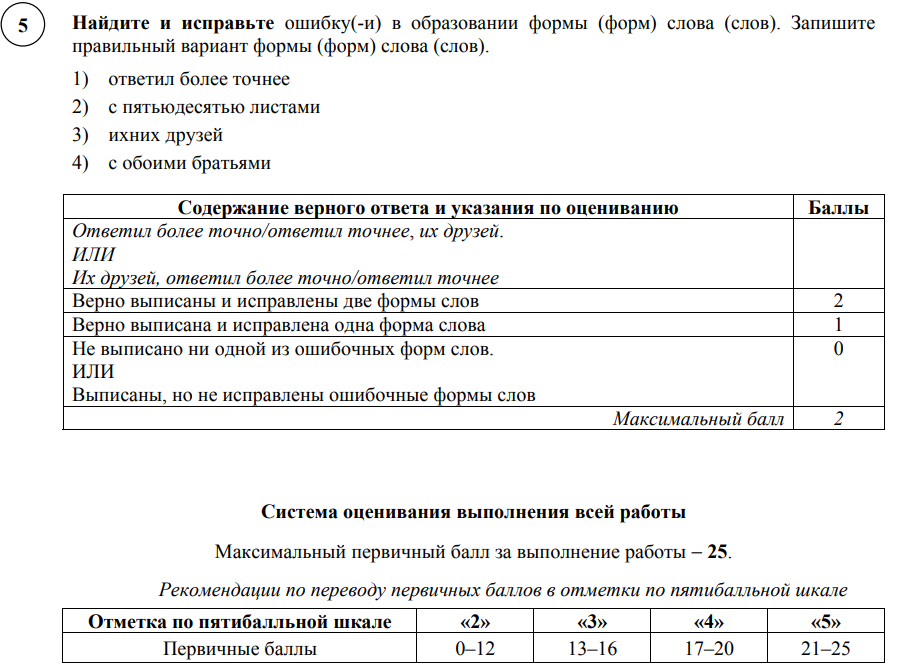 5
Найдите и исправьте ошибку(-и) в образовании формы (форм) слова (слов). Запишите
правильный вариант формы (форм) слова (слов).
1) ответил более точнее
2) с пятьюдесятью листами
3) ихних друзей
4) с обоими братьями
Содержание верного ответа и указания по оцениванию Баллы
Ответил более точно/ответил точнее, их друзей.
ИЛИ
Их друзей, ответил более точно/ответил точнее
Верно выписаны и исправлены две формы слов 2
Верно выписана и исправлена одна форма слова 1
Не выписано ни одной из ошибочных форм слов. 0
ИЛИ
Выписаны, но не исправлены ошибочные формы слов
Максимальный балл 2
Система оценивания выполнения всей работы
Максимальный первичный балл за выполнение работы – 25.
Рекомендации по переводу первичных баллов в отметки по пятибалльной шкале
Отметка по пятибалльной шкале «2» «3» «4» «5»
Первичные баллы 0–12 13–16 17–20 21–25